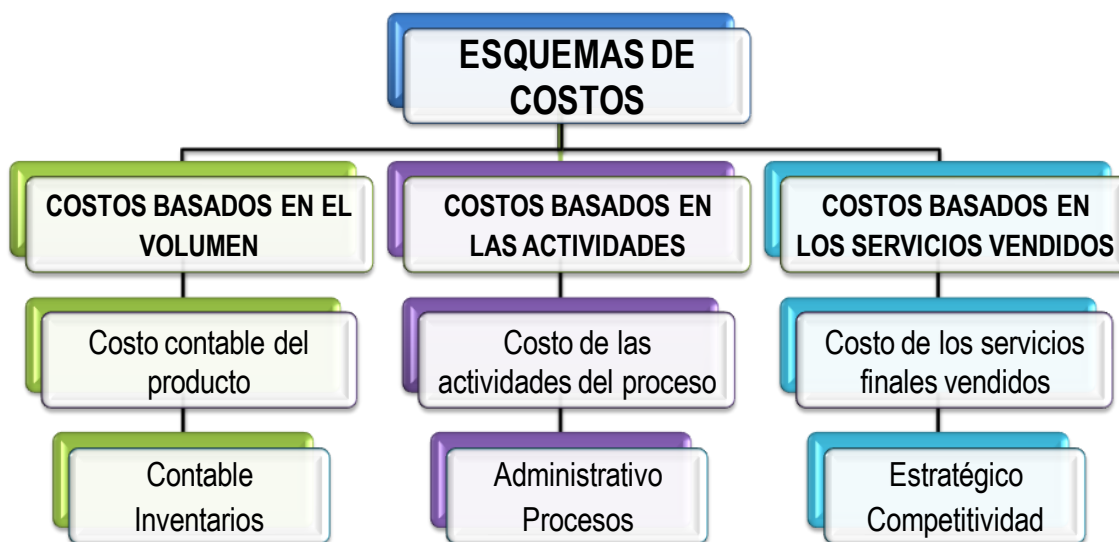 ESQUEMAS DE
COSTOS
COSTOS BASADOS EN EL
VOLUMEN
COSTOS BASADOS EN
LAS ACTIVIDADES
COSTOS BASADOS EN
LOS SERVICIOS VENDIDOS
Costo contable del
producto
Costo de las
actividades del proceso
Costo de los servicios
finales vendidos
Contable
Inventarios
Administrativo
Procesos
Estratégico
Competitividad